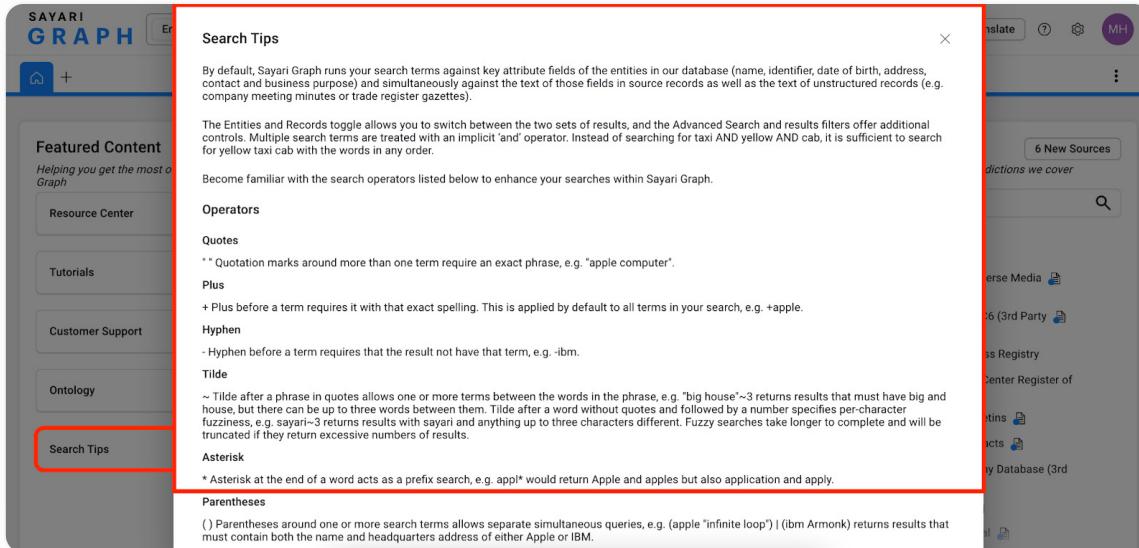 SAYARI
GRAPH
En
nslate
MH
Search Tips
By default, Sayari Graph runs your search terms against key attribute fields of the entities in our database (name, identifier, date of birth, address,
contact and business purpose) and simultaneously against the text of those fields in source records as well as the text of unstructured records (e.g.
company meeting minutes or trade register gazettes).
The Entities and Records toggle allows you to switch between the two sets of results, and the Advanced Search and results filters offer additional
controls. Multiple search terms are treated with an implicit 'and' operator. Instead of searching for taxi AND yellow AND cab, it is sufficient to search
for yellow taxi cab with the words in any order.
Become familiar with the search operators listed below to enhance your searches within Sayari Graph.
Operators
Quotes
" " Quotation marks around more than one term require an exact phrase, e.g. "apple computer".
Plus
+ Plus before a term requires it with that exact spelling. This is applied by default to all terms in your search, e.g. +apple.
Hyphen
- Hyphen before a term requires that the result not have that term, e.g. -ibm.
Tilde
~ Tilde after a phrase in quotes allows one or more terms between the words in the phrase, e.g. "big house"~3 returns results that must have big and
house, but there can be up to three words between them. Tilde after a word without quotes and followed by a number specifies per-character
fuzziness, e.g. sayari~3 returns results with sayari and anything up to three characters different. Fuzzy searches take longer to complete and will be
truncated if they return excessive numbers of results.
Asterisk
* Asterisk at the end of a word acts as a prefix search, e.g. appl* would return Apple and apples but also application and apply.
Parentheses
( ) Parentheses around one or more search terms allows separate simultaneous queries, e.g. (apple "infinite loop") | (ibm Armonk) returns results that
must contain both the name and headquarters address of either Apple or IBM.
Featured Content
Helping you get the most o
Graph
Resource Center
Tutorials
Customer Support
Ontology
Search Tips
6 New Sources
dictions we cover
erse Media
C6 (3rd Party
ss Registry
Center Register of
etins
acts
ny Database (3rd
al